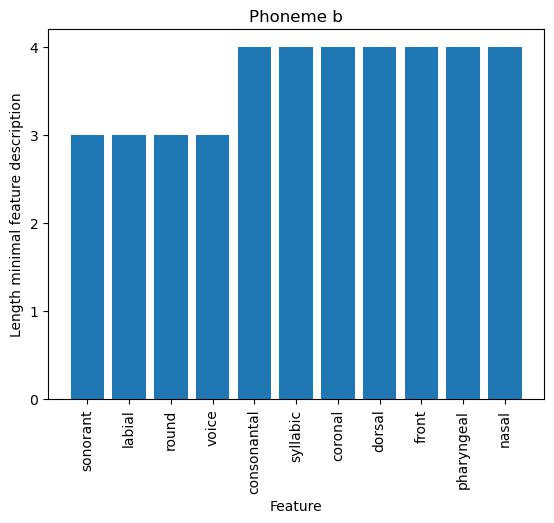 Phoneme b
Length minimal feature description
4
3
2
1
0
sonorant
labial
round
voice
consonantal
syllabic
coronal
dorsal
front
pharyngeal
nasal
Feature